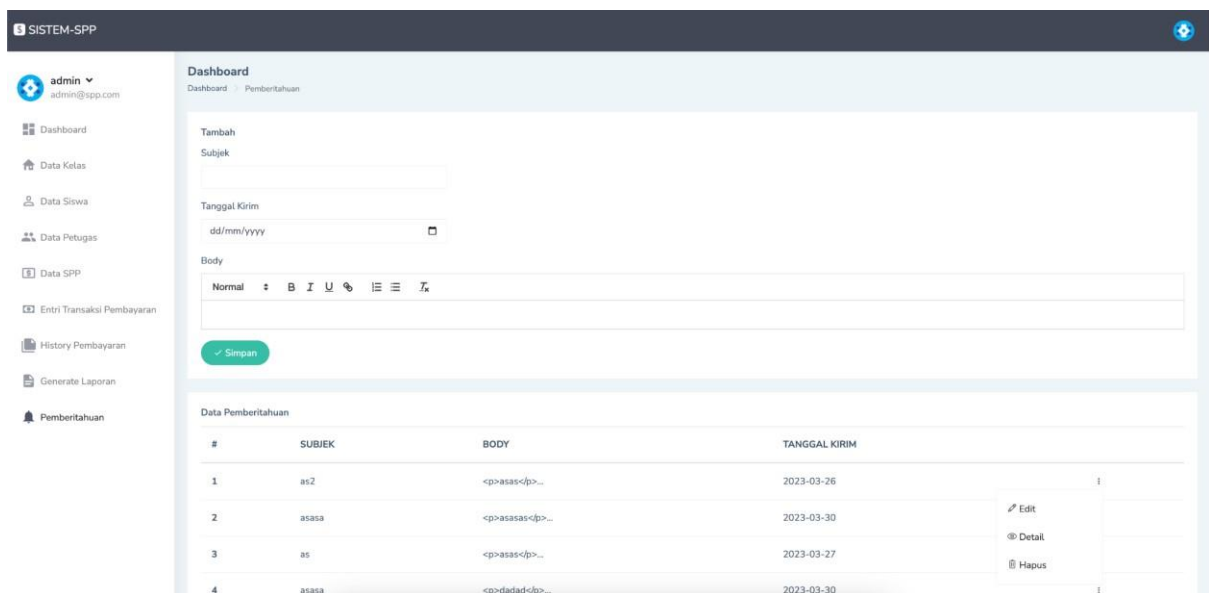 S SISTEM-SPP
admin
admin@spp.com
Dashboard
Data Kelas
Data Siswa
Data Petugas
Data SPP
Entri Transaksi Pembayaran
History Pembayaran
Generate Laporan
Pemberitahuan
Dashboard
Dashboard > Pemberitahuan
Tambah
Subjek
Tanggal Kirim
dd/mm/yyyy
Body
Normal B I U Tx
✓ Simpan
Data Pemberitahuan
# SUBJEK BODY TANGGAL KIRIM
1 as2 <p>asas</p>... 2023-03-26
2 asasa <p>asasas</p>... 2023-03-30
3 as <p>asas</p>... 2023-03-27
4 asasa <p>dadad</p>... 2023-03-30
Edit
Detail
Hapus